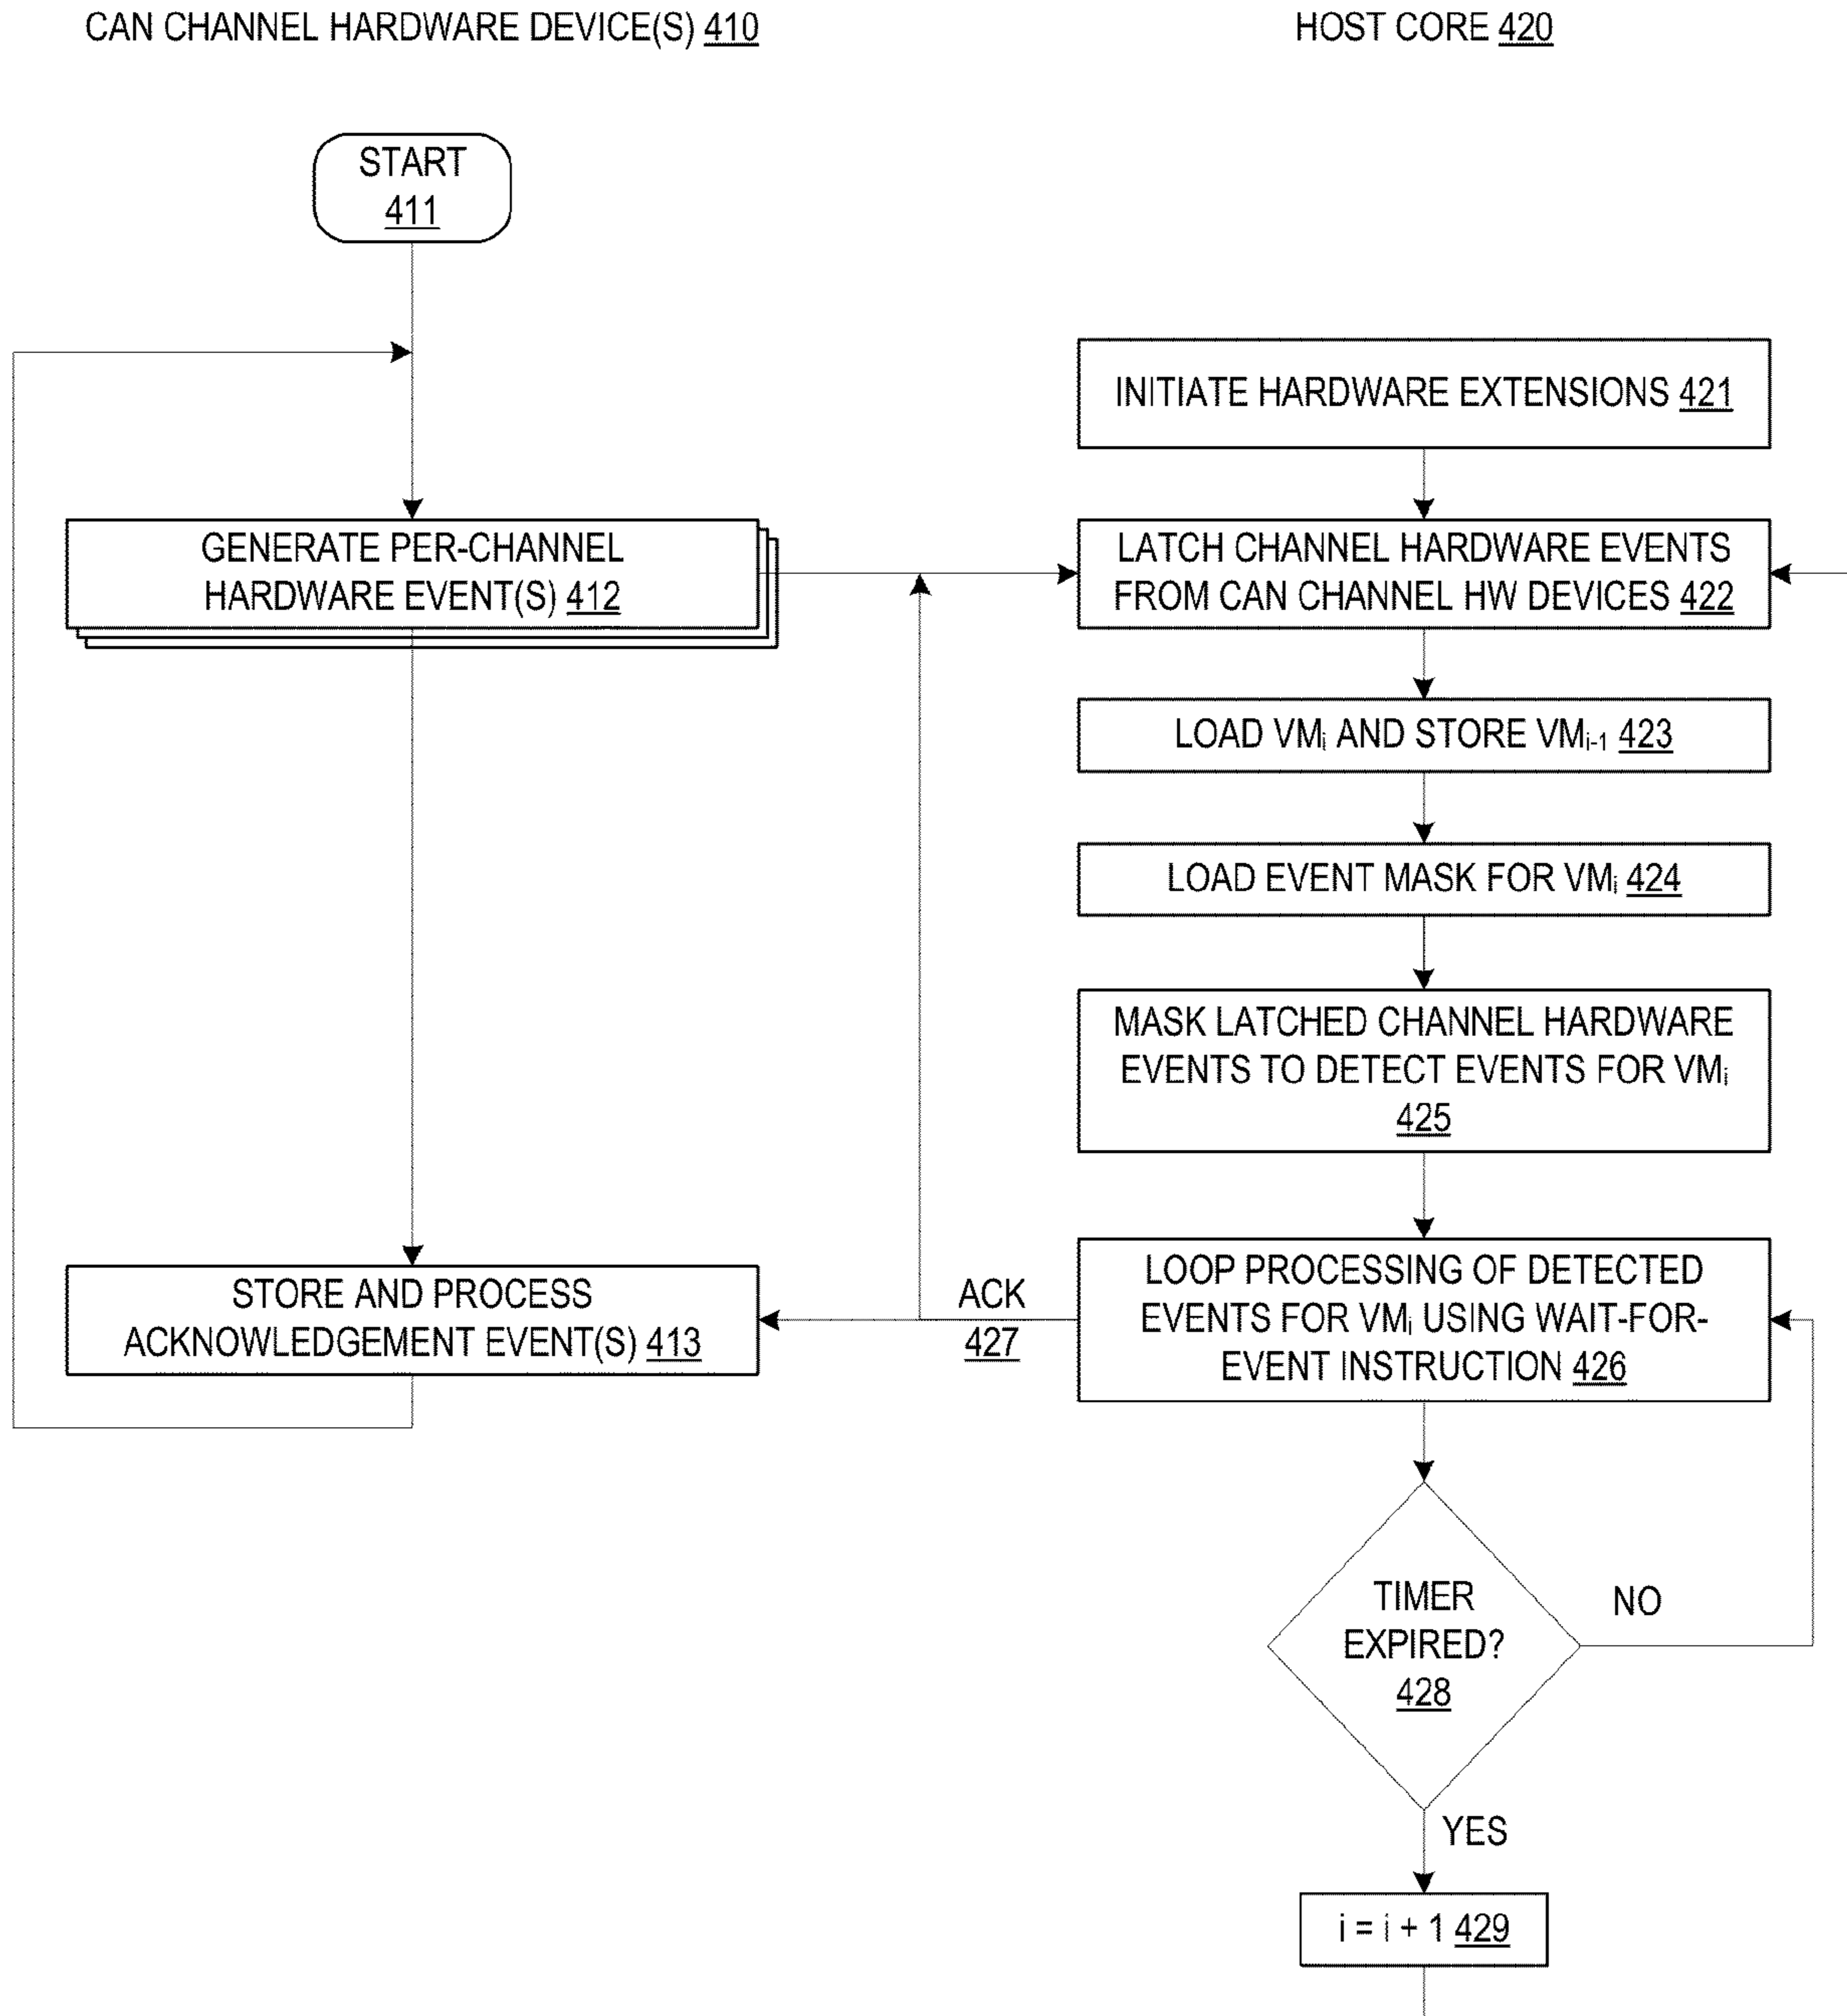 CAN CHANNEL HARDWARE DEVICE(S) 410
HOST CORE 420
START
411
GENERATE PER-CHANNEL
HARDWARE EVENT(S) 412
STORE AND PROCESS
ACKNOWLEDGEMENT EVENT(S) 413
INITIATE HARDWARE EXTENSIONS 421
LATCH CHANNEL HARDWARE EVENTS
FROM CAN CHANNEL HW DEVICES 422
LOAD VMi AND STORE VMi-1 423
LOAD EVENT MASK FOR VMi 424
MASK LATCHED CHANNEL HARDWARE
EVENTS TO DETECT EVENTS FOR VMi
425
LOOP PROCESSING OF DETECTED
EVENTS FOR VMi USING WAIT-FOR-
EVENT INSTRUCTION 426
ACK
427
TIMER
EXPIRED?
428
NO
YES
i = i + 1 429